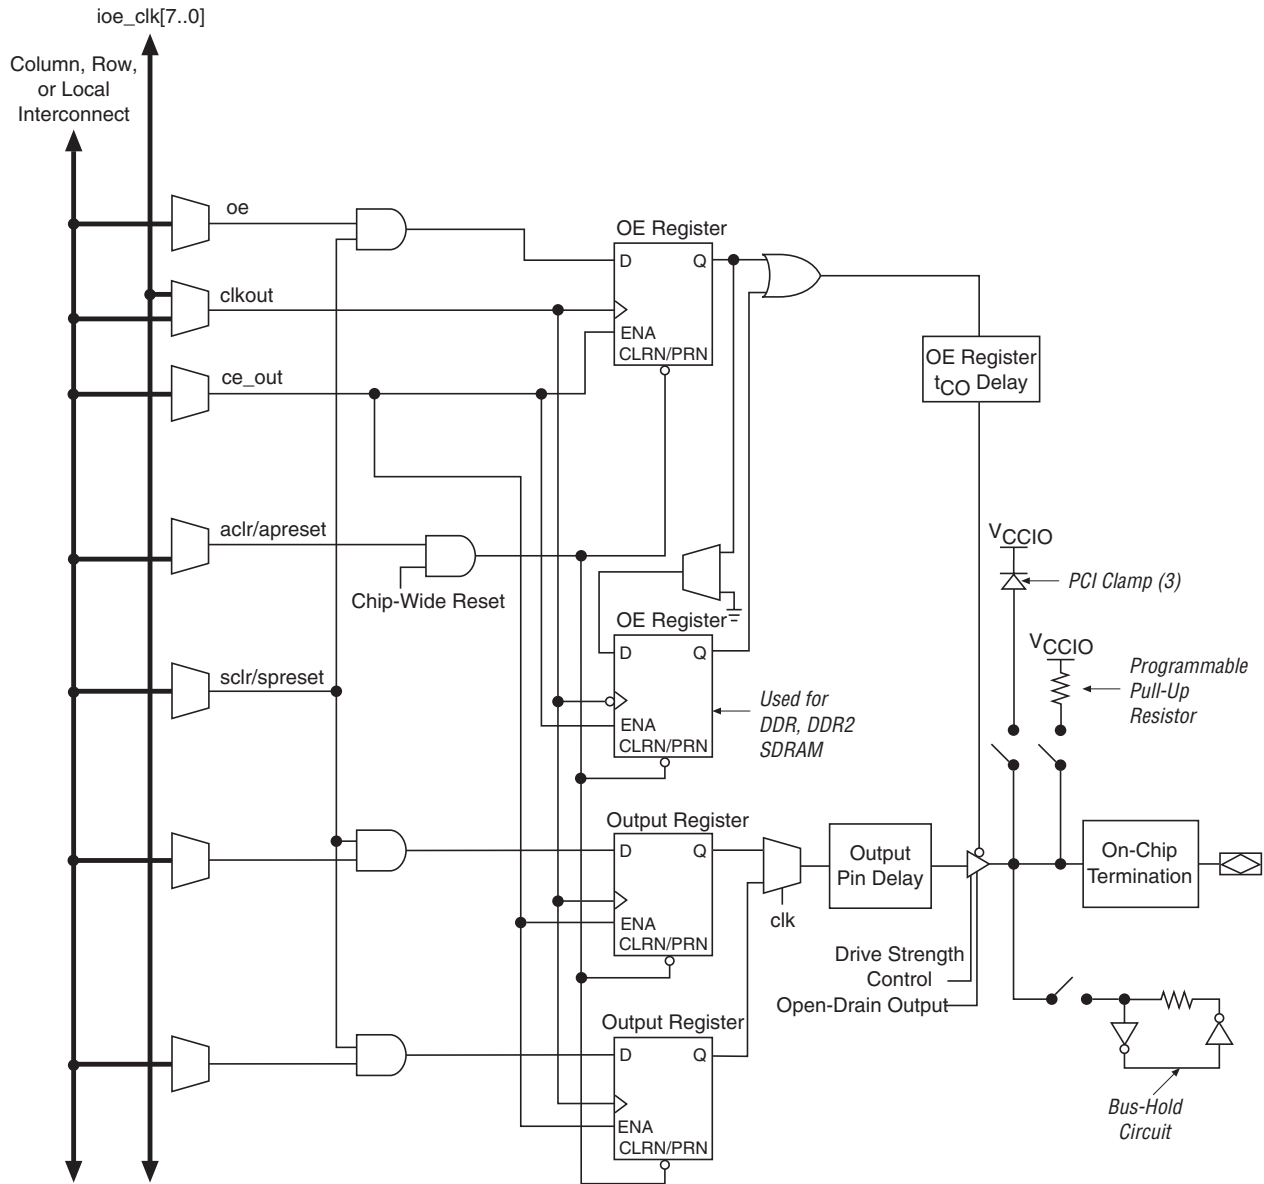 ioe_clk[7..0]
Column, Row,
or Local
Interconnect
oe
OE Register
D
Q
clkout
ENA
CLRN/PRN
OE Register
tCO Delay
ce_out
aclr/apreset
Chip-Wide Reset
VCCIO
PCI Clamp (3)
OE Register
D
Q
ENA
CLRN/PRN
Used for
DDR, DDR2
SDRAM
VCCIO
Programmable
Pull-Up
Resistor
sclr/spreset
Output Register
D
Q
ENA
CLRN/PRN
clk
Output
Pin Delay
On-Chip
Termination
Drive Strength
Control
Open-Drain Output
Output Register
D
Q
ENA
CLRN/PRN
Bus-Hold
Circuit